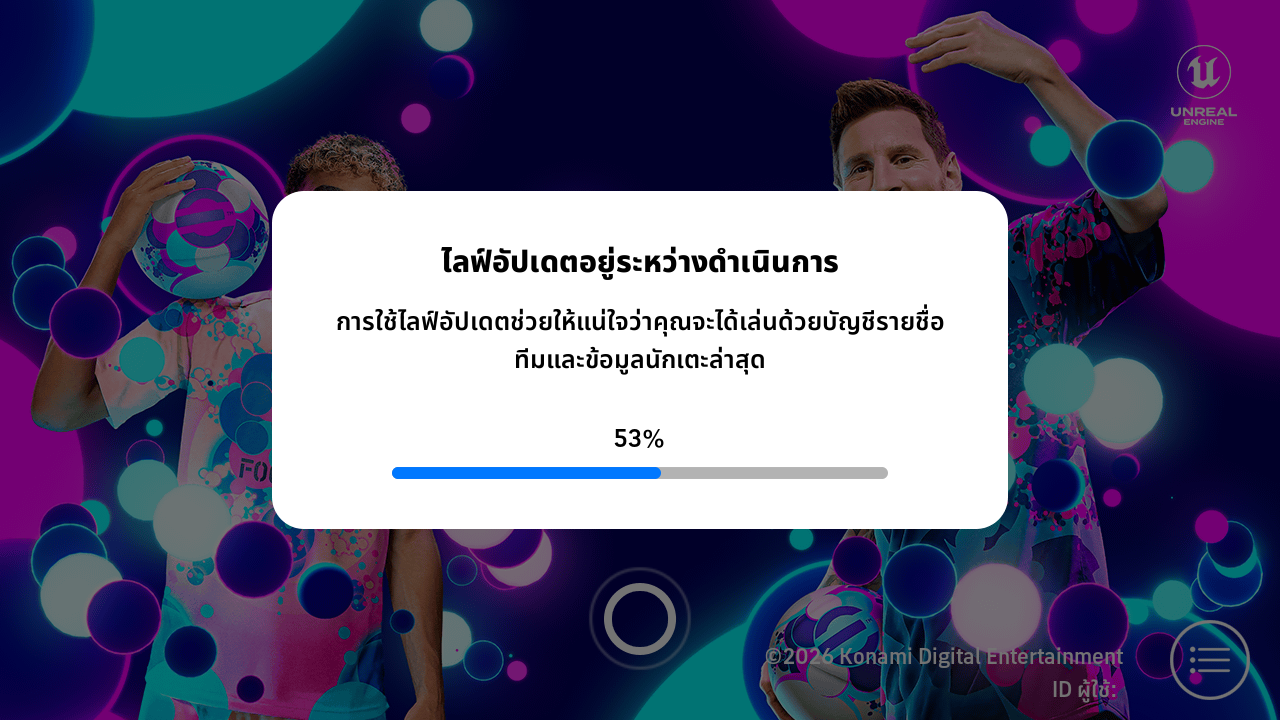 UNREAL
ENGINE
ไลฟ์อัปเดตอยู่ระหว่างดำเนินการ
การใช้ไลฟ์อัปเดตช่วยให้แน่ใจว่าคุณจะได้เล่นด้วยบัญชีรายชื่อ
ทีมและข้อมูลนักเตะล่าสุด
53%
©2026 Konami Digital Entertainment
ID ผู้ใช้: